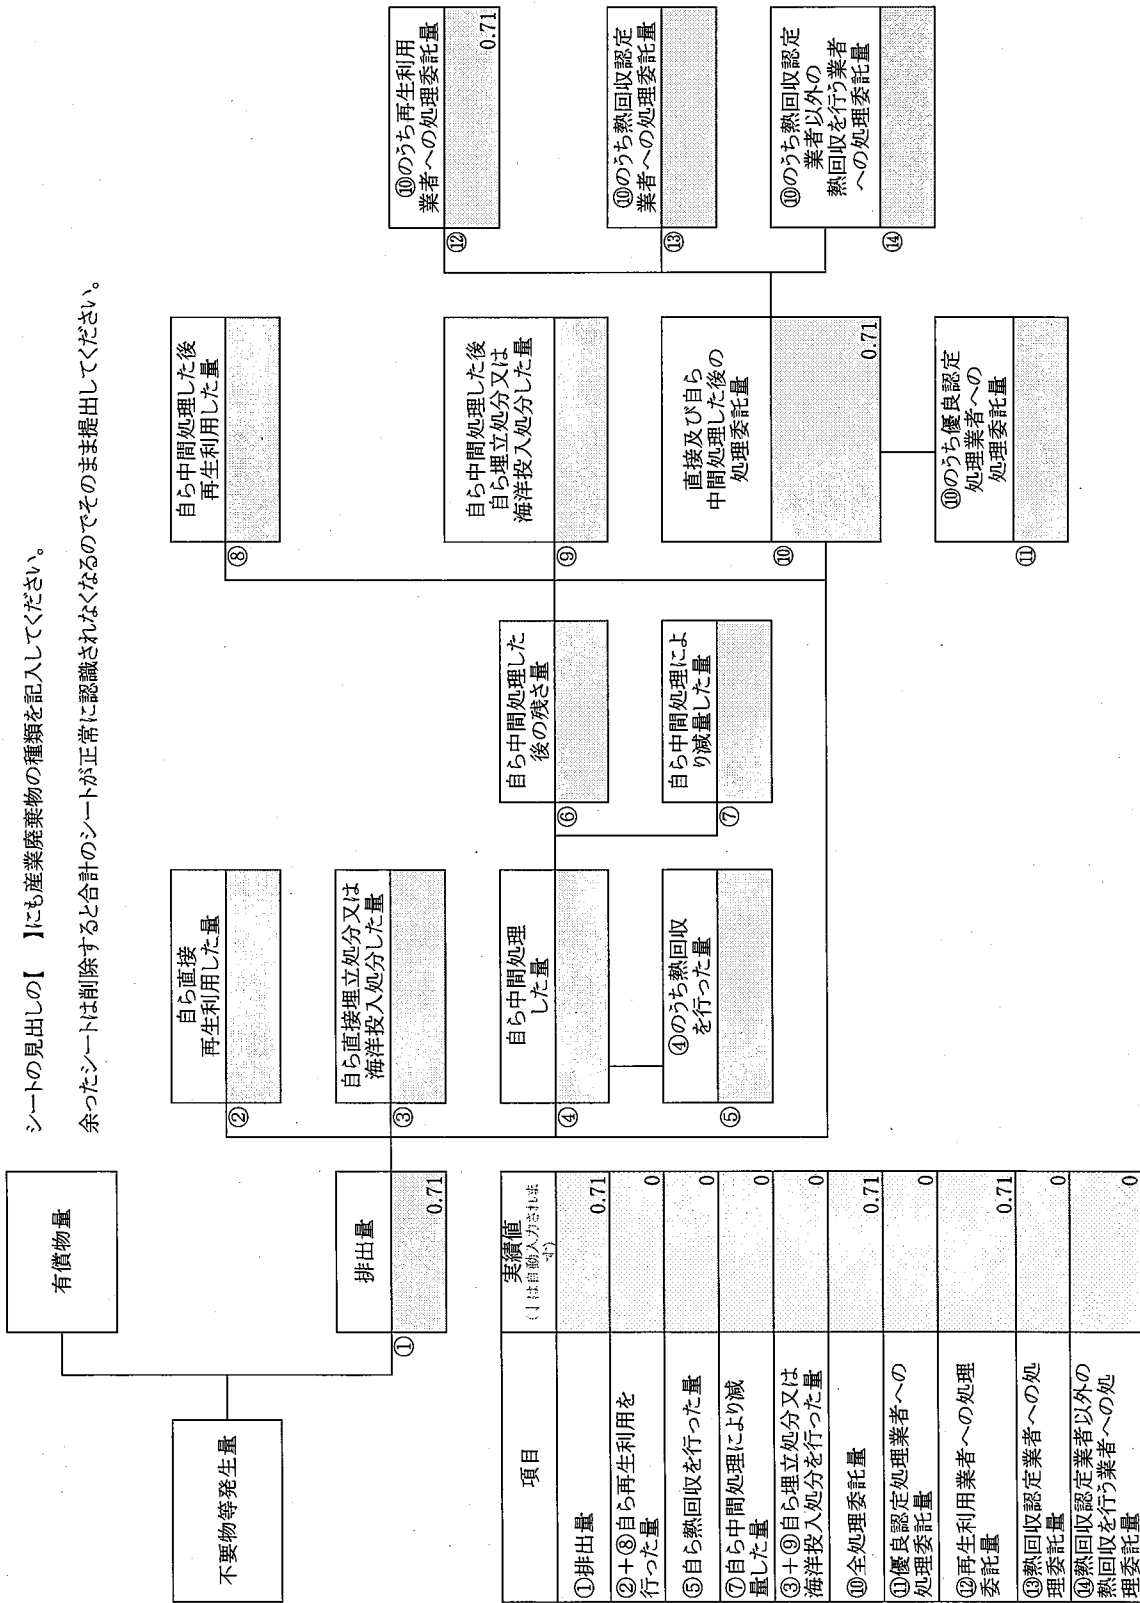 シートの見出しの【　】にも産業廃棄物の種類を記入してください。
余ったシートは削除すると合計のシートが正常に認識されなくなるのでそのまま提出してください。
不要物等発生量
有償物量
排出量
①
0.71
自ら直接
再生利用した量
②
自ら直接埋立処分又は
海洋投入処分した量
③
自ら中間処理
した量
④
④のうち熱回収
を行った量
⑤
自ら中間処理した
後の残さ量
⑥
自ら中間処理によ
り減量した量
⑦
自ら中間処理した後
再生利用した量
⑧
自ら中間処理した後
自ら埋立処分又は
海洋投入処分した量
⑨
直接及び自ら
中間処理した後の
処理委託量
⑩
0.71
⑩のうち優良認定
処理業者への
処理委託量
⑪
⑩のうち再生利用
業者への処理委託量
⑫
0.71
⑩のうち熱回収認定
業者への処理委託量
⑬
⑩のうち熱回収認定
業者以外の
熱回収を行う業者
への処理委託量
⑭
項目
実績値
は自動入力されま
す)
①排出量
0.71
②+⑧自ら再生利用を
行った量
0
⑤自ら熱回収を行った量
0
⑦自ら中間処理により減
量した量
0
③+⑨自ら埋立処分又は
海洋投入処分を行った量
0
⑩全処理委託量
0.71
⑪優良認定処理業者への
処理委託量
0
⑫再生利用業者への処理
委託量
0.71
⑬熱回収認定業者への処
理委託量
0
⑭熱回収認定業者以外の
熱回収を行う業者への処
理委託量
0